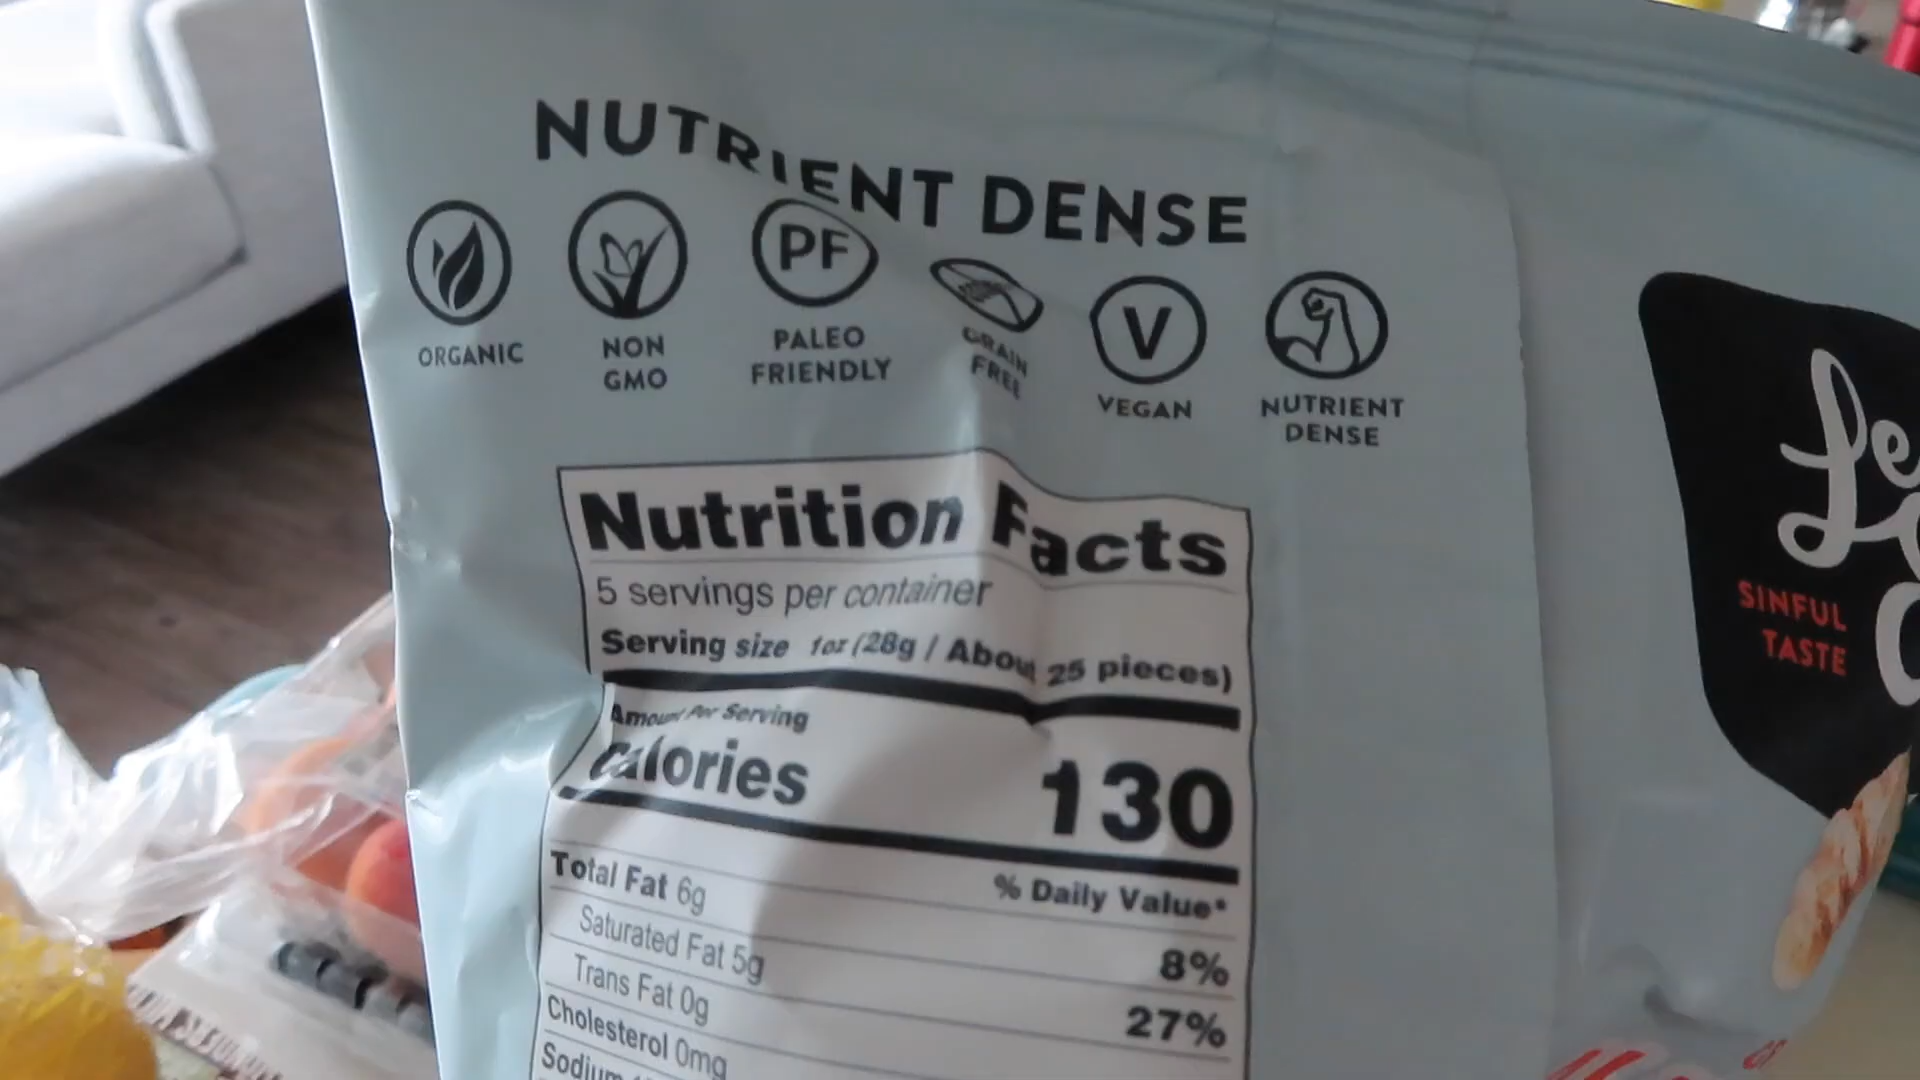 NUTRIENT DENSE
ORGANIC
NON
GMO
PF
PALEO
FRIENDLY
GRAIN
FREE
V
VEGAN
NUTRIENT
DENSE
Nutrition Facts
5 servings per container
Serving size 1oz (28g / About 25 pieces)
Amount Per Serving
calories 130
% Daily Value*
Total Fat 6g 8%
Saturated Fat 5g 27%
Trans Fat 0g
Cholesterol 0mg
Sodium
SINFUL
TASTE